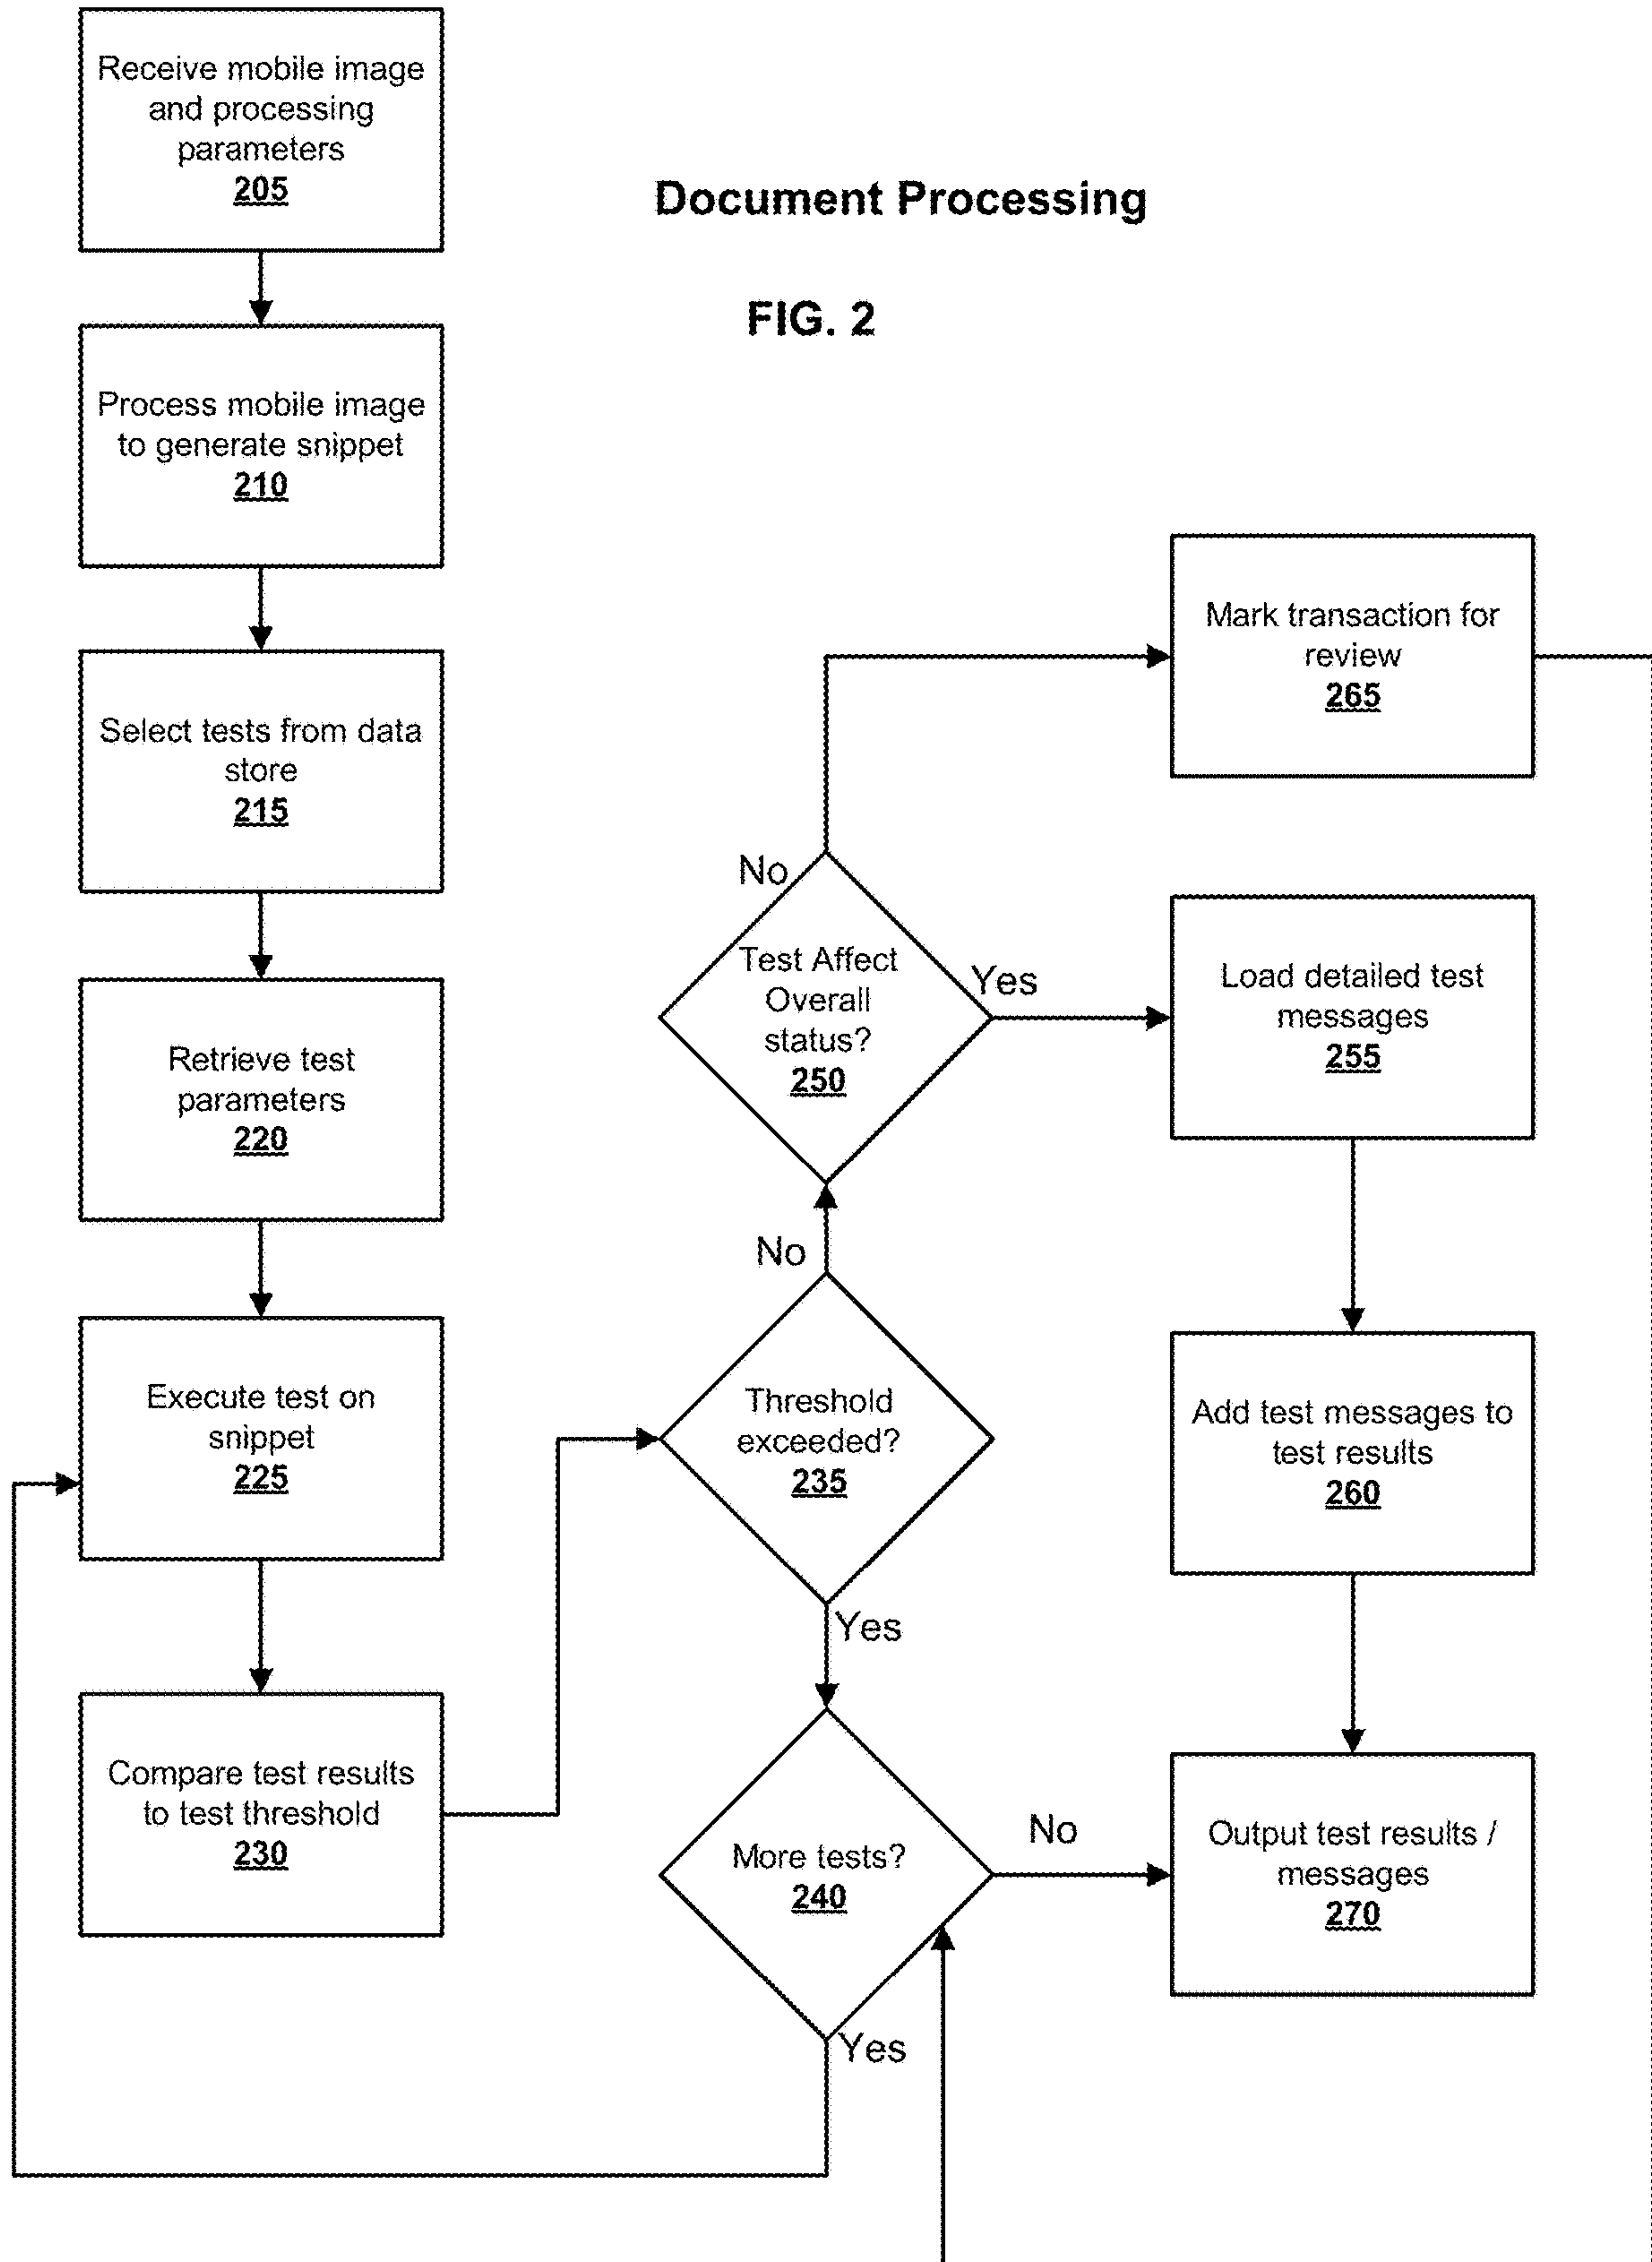 Receive mobile image
and processing
parameters
205
Document Processing
FIG. 2
Process mobile image
to generate snippet
210
Select tests from data
store
215
Retrieve test
parameters
220
Execute test on
snippet
225
Compare test results
to test threshold
230
Threshold
exceeded?
235
No
Yes
Test Affect
Overall
status?
250
No
Yes
Mark transaction for
review
265
Load detailed test
messages
255
Add test messages to
test results
260
More tests?
240
No
Yes
Output test results /
messages
270